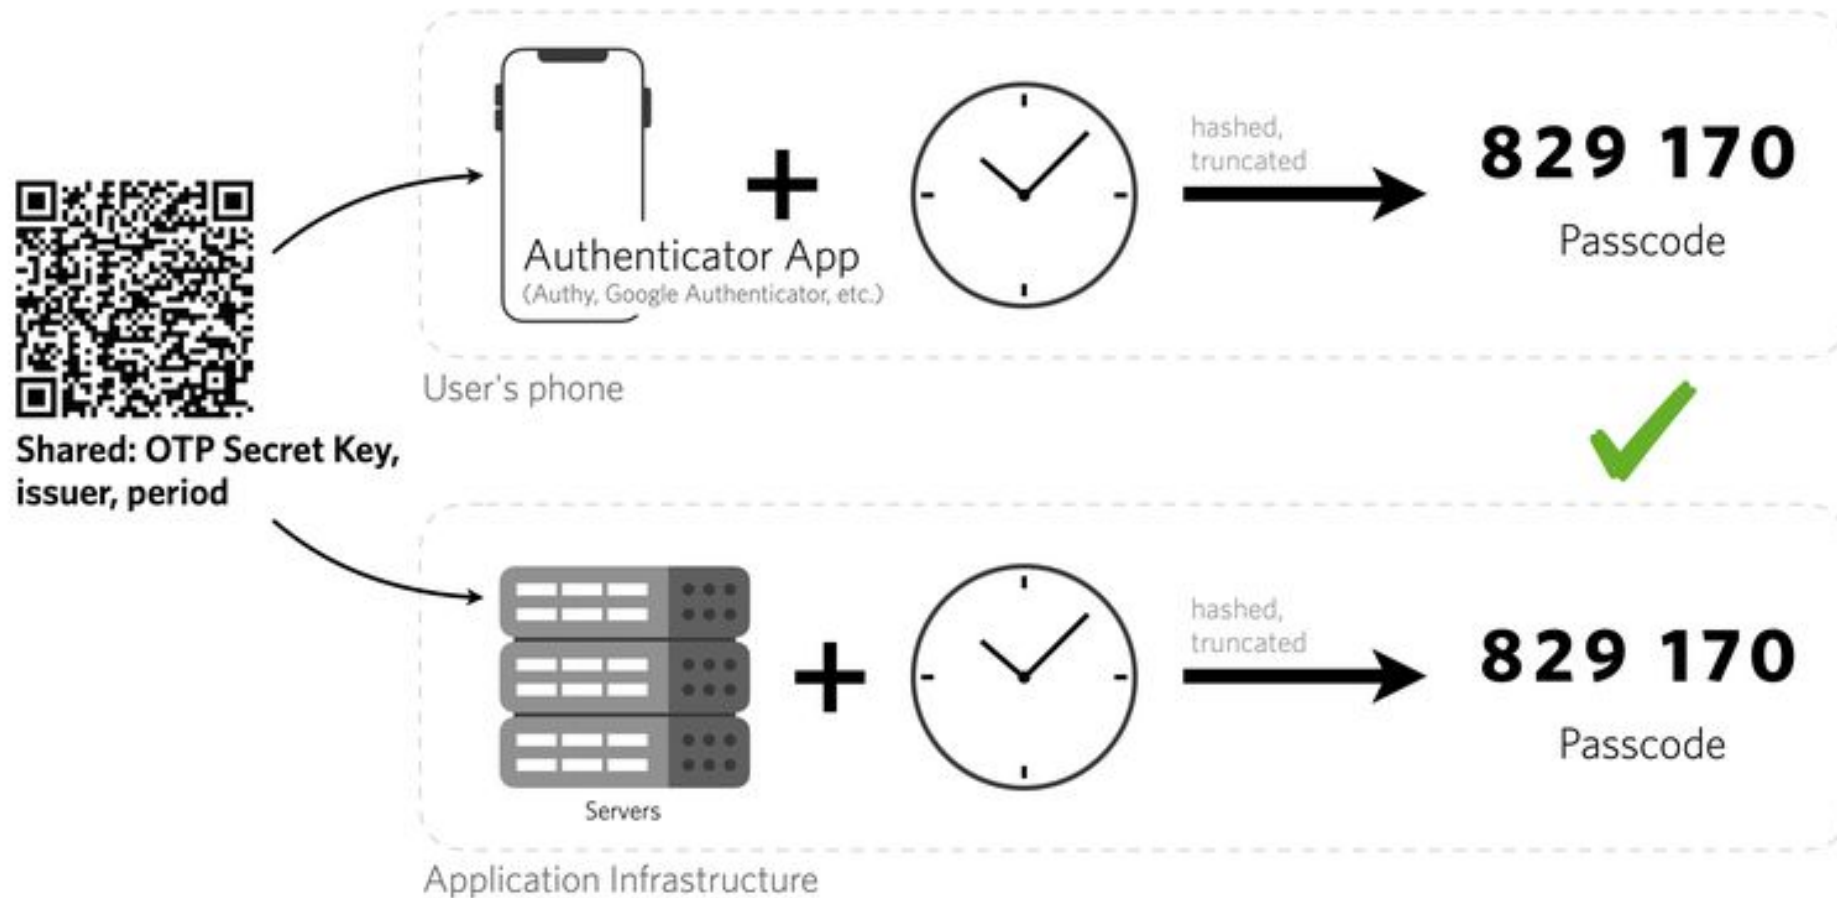 Shared: OTP Secret Key,
issuer, period
Authenticator App
(Authy, Google Authenticator, etc.)
hashed,
truncated
829 170
Passcode
User's phone
Servers
hashed,
truncated
829 170
Passcode
Application Infrastructure